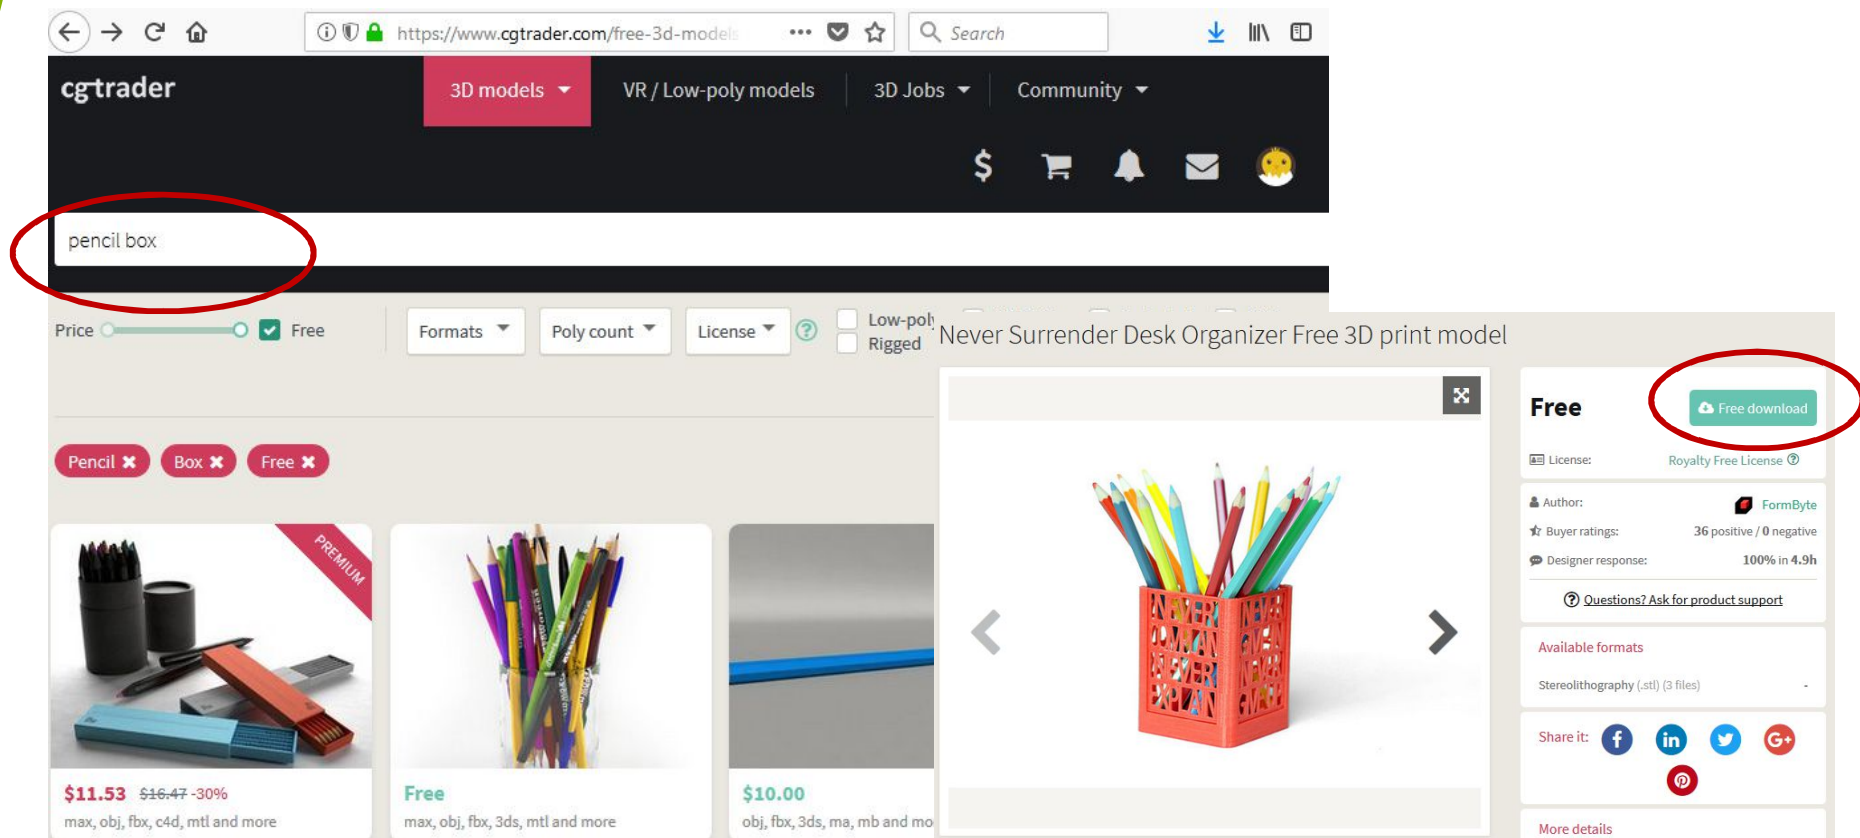 https://www.cgtrader.com/free-3d-models
Search
cgtrader
3D models
VR / Low-poly models
3D Jobs
Community
pencil box
Price
Free
Formats
Poly count
License
Low-poly
Rigged
Pencil
Box
Free
PREMIUM
$11.53 $16.47 -30%
max, obj, fbx, c4d, mtl and more
Free
max, obj, fbx, 3ds, mtl and more
$10.00
obj, fbx, 3ds, ma, mb and mo
Never Surrender Desk Organizer Free 3D print model
Free
Free download
License: Royalty Free License
Author: FormByte
Buyer ratings: 36 positive / 0 negative
Designer response: 100% in 4.9h
Questions? Ask for product support
Available formats
Stereolithography (.stl) (3 files) -
Share it:
More details